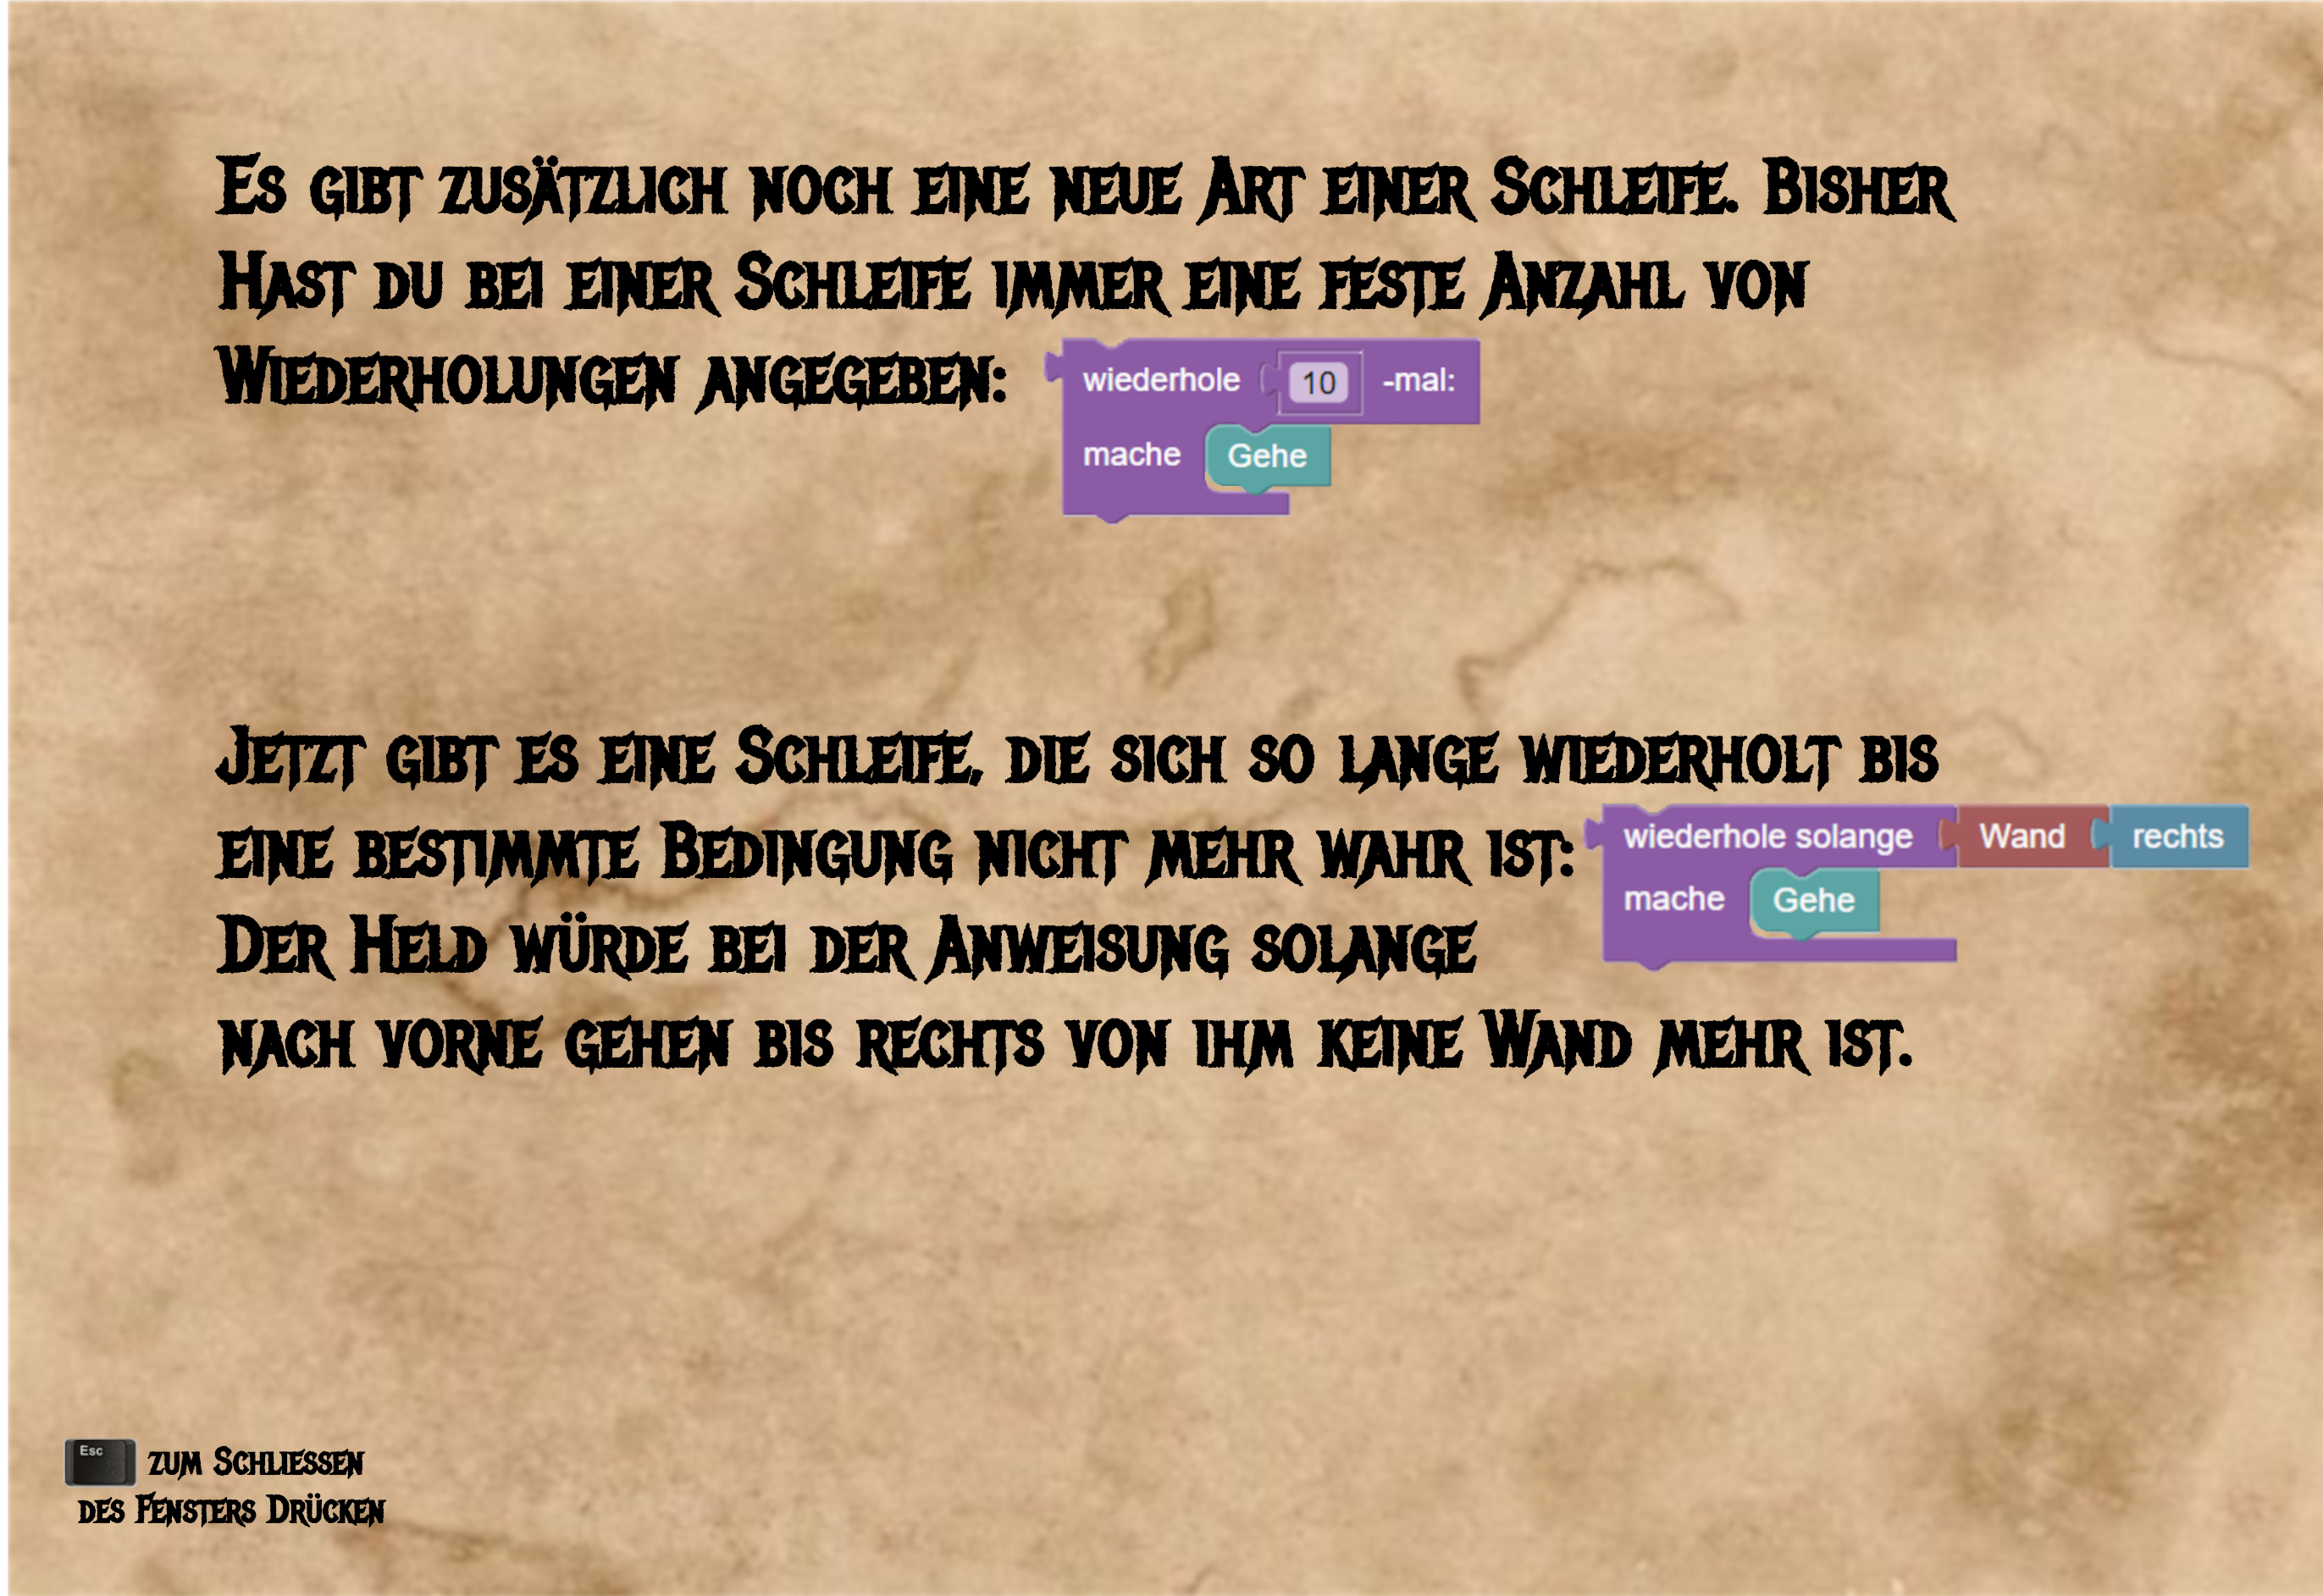 Es gibt zusätzlich noch eine neue Art einer Schleife. Bisher
Hast du bei einer Schleife immer eine feste Anzahl von
Wiederholungen angegeben:
wiederhole 10 -mal:
mache Gehe
Jetzt gibt es eine Schleife, die sich so lange wiederholt bis
eine bestimmte Bedingung nicht mehr wahr ist:
wiederhole solange Wand rechts
mache Gehe
Der Held würde bei der Anweisung solange
nach vorne gehen bis rechts von ihm keine Wand mehr ist.
Esc zum Schliessen
des Fensters Drücken